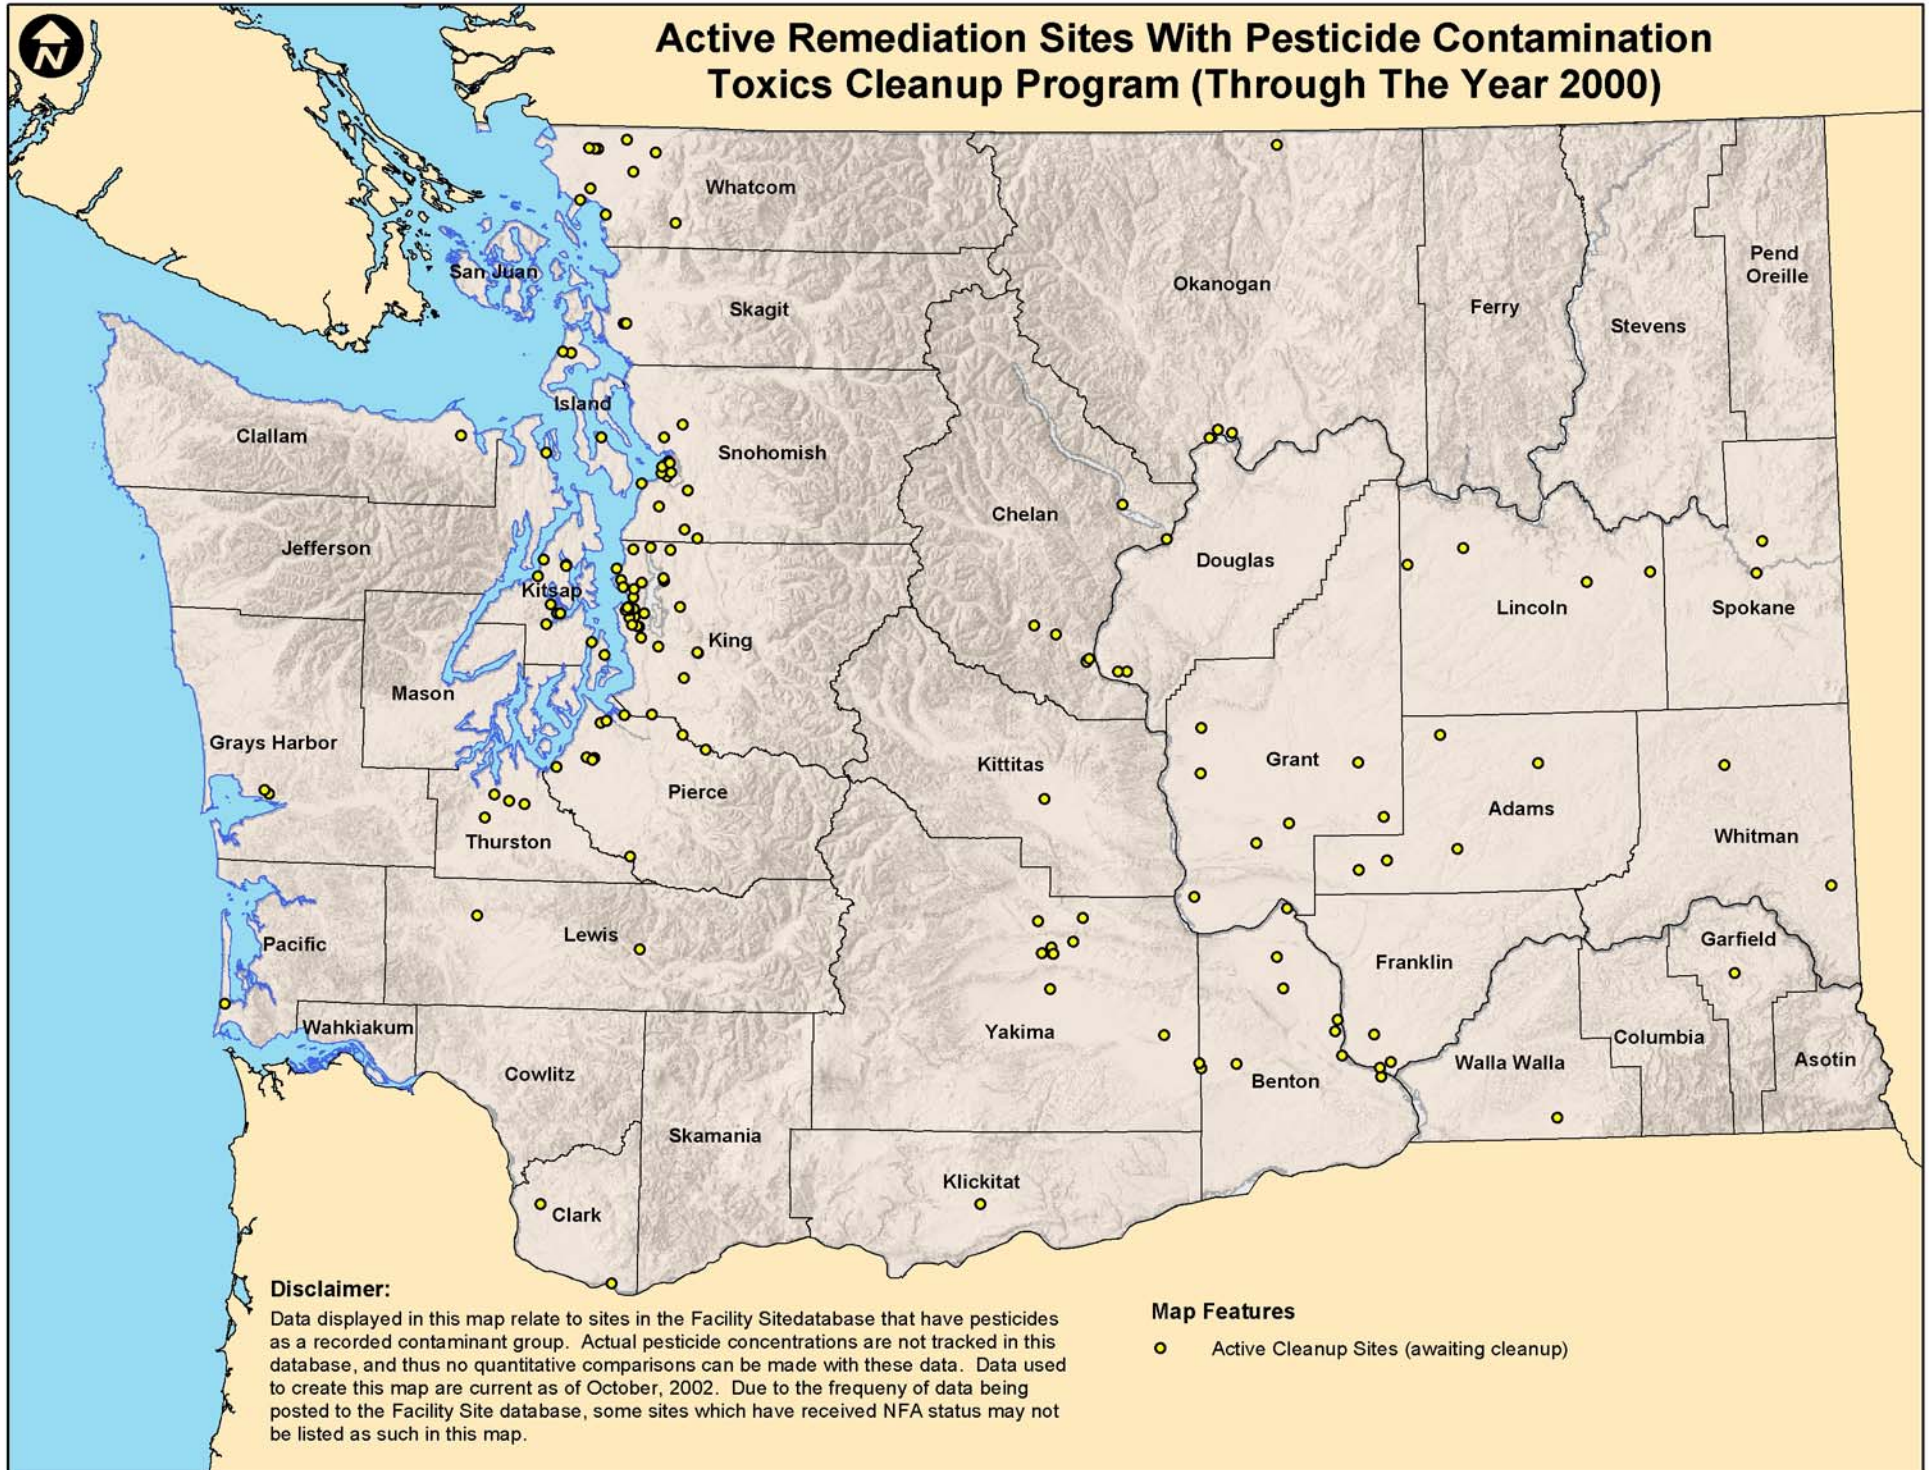 N
Active Remediation Sites With Pesticide Contamination
Toxics Cleanup Program (Through The Year 2000)
Whatcom
San Juan
Skagit
Okanogan
Ferry
Stevens
Pend
Oreille
Island
Clallam
Snohomish
Chelan
Jefferson
Douglas
Kitsap
Lincoln
Spokane
King
Mason
Grays Harbor
Kittitas
Grant
Pierce
Adams
Thurston
Whitman
Lewis
Pacific
Franklin
Garfield
Wahkiakum
Yakima
Columbia
Cowlitz
Benton
Walla Walla
Asotin
Skamania
Klickitat
Clark
Disclaimer:
Data displayed in this map relate to sites in the Facility Sitedatabase that have pesticides
as a recorded contaminant group. Actual pesticide concentrations are not tracked in this
database, and thus no quantitative comparisons can be made with these data. Data used
to create this map are current as of October, 2002. Due to the frequeny of data being
posted to the Facility Site database, some sites which have received NFA status may not
be listed as such in this map.
Map Features
Active Cleanup Sites (awaiting cleanup)